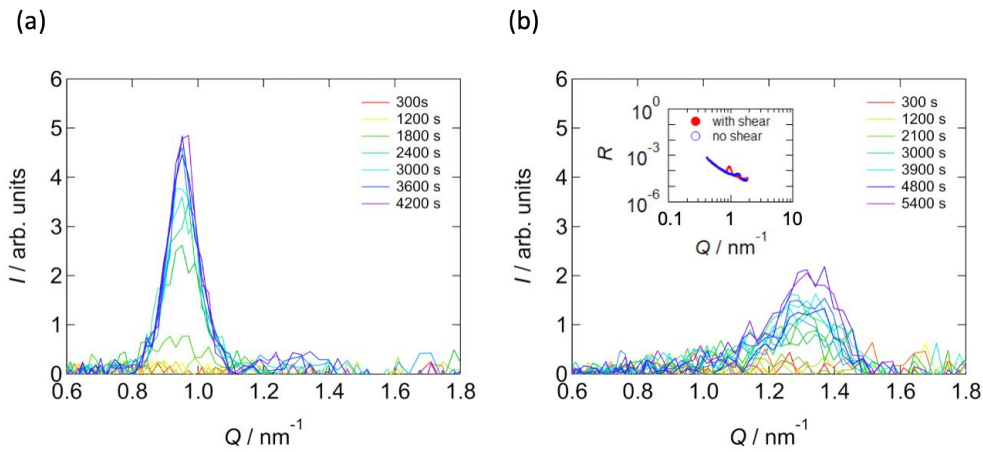 (a)
6
5
4
3
2
1
0
I / arb. units
300s
1200 s
1800 s
2400 s
3000 s
3600 s
4200 s
0.6 0.8 1.0 1.2 1.4 1.6 1.8
Q / nm⁻¹
(b)
6
5
4
3
2
1
0
I / arb. units
10⁰
10⁻³
10⁻⁶
R
with shear
no shear
0.1 1 10
Q / nm⁻¹
300 s
1200 s
2100 s
3000 s
3900 s
4800 s
5400 s
0.6 0.8 1.0 1.2 1.4 1.6 1.8
Q / nm⁻¹